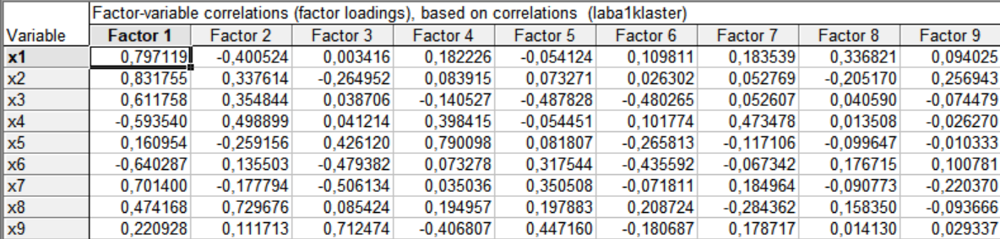 Factor-variable correlations (factor loadings), based on correlations (laba1klaster)
Variable Factor 1 Factor 2 Factor 3 Factor 4 Factor 5 Factor 6 Factor 7 Factor 8 Factor 9
x1 0,797119 -0,400524 0,003416 0,182226 -0,054124 0,109811 0,183539 0,336821 0,094025
x2 0,831755 0,337614 -0,264952 0,083915 0,073271 0,026302 0,052769 -0,205170 0,256943
x3 0,611758 0,354844 0,038706 -0,140527 -0,487828 -0,480265 0,052607 0,040590 -0,074479
x4 -0,593540 0,498899 0,041214 0,398415 -0,054451 0,101774 0,473478 0,013508 -0,026270
x5 0,160954 -0,259156 0,426120 0,790098 0,081807 -0,265813 -0,117106 -0,099647 -0,010333
x6 -0,640287 0,135503 -0,479382 0,073278 0,317544 -0,435592 -0,067342 0,176715 0,100781
x7 0,701400 -0,177794 -0,506134 0,035036 0,350508 -0,071811 0,184964 -0,090773 -0,220370
x8 0,474168 0,729676 0,085424 0,194957 0,197883 0,208724 -0,284362 0,158350 -0,093666
x9 0,220928 0,111713 0,712474 -0,406807 0,447160 -0,180687 0,178717 0,014130 0,029337